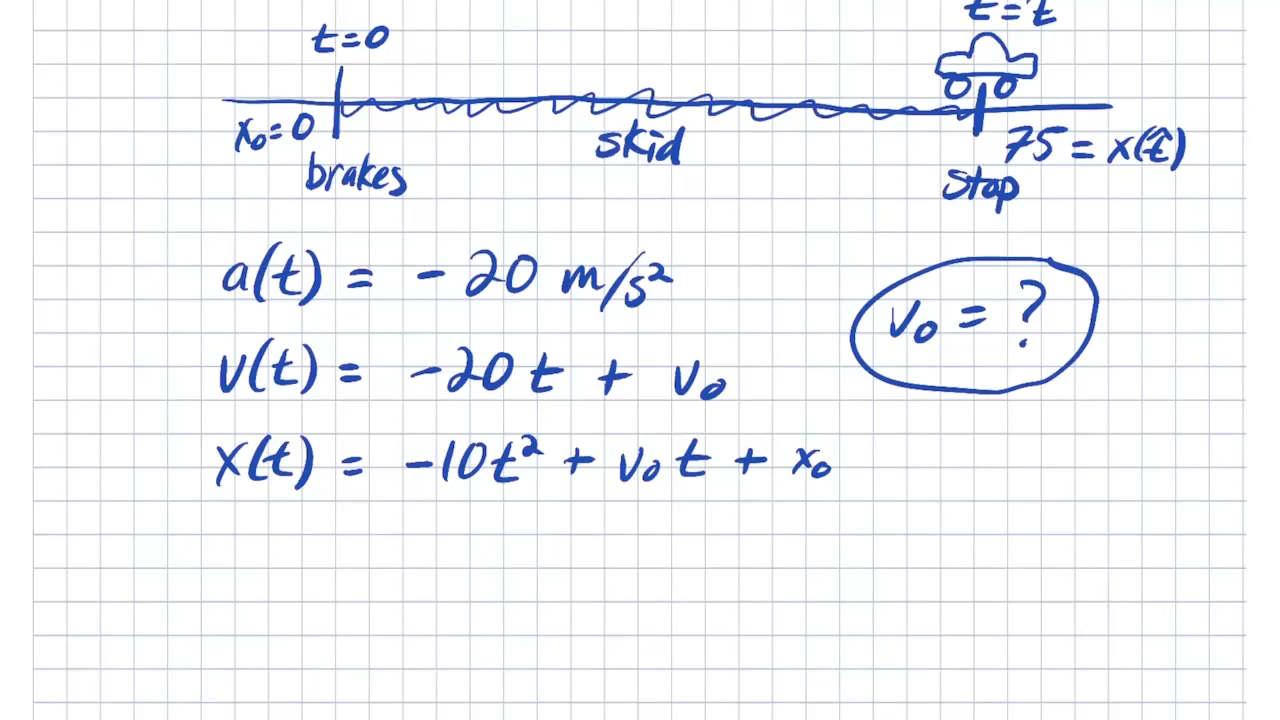 t = t̂
t = 0
x₀ = 0
skid
75 = x(t̂)
brakes
stop
a(t) = -20 m/s²
v₀ = ?
v(t) = -20t + v₀
x(t) = -10t² + v₀t + x₀